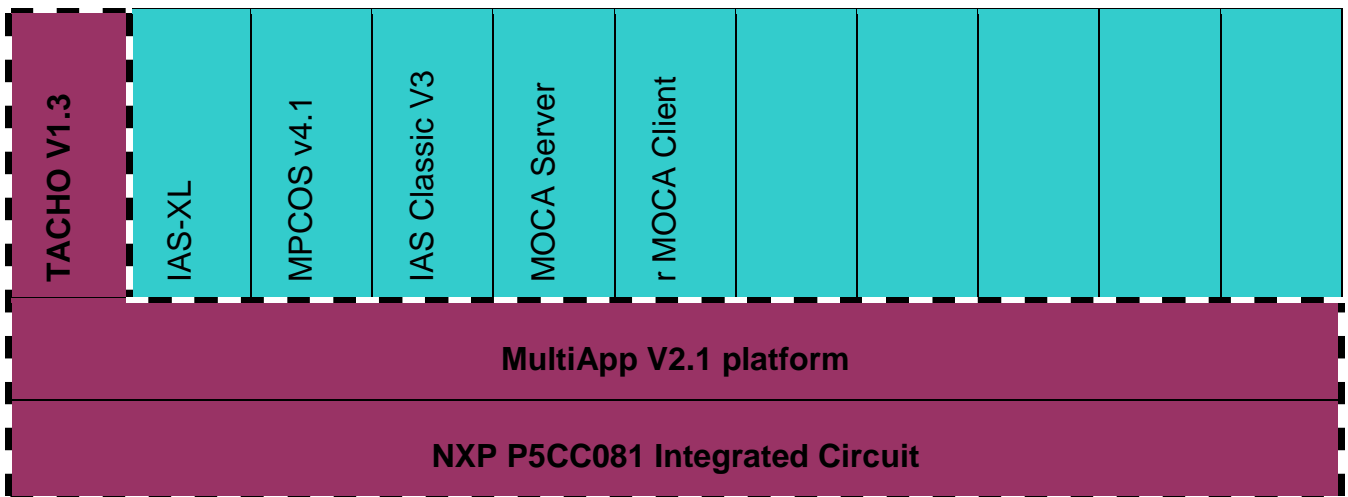 TACHO V1.3
IAS-XL
MPCOS v4.1
IAS Classic V3
MOCA Server
r MOCA Client
MultiApp V2.1 platform
NXP P5CC081 Integrated Circuit